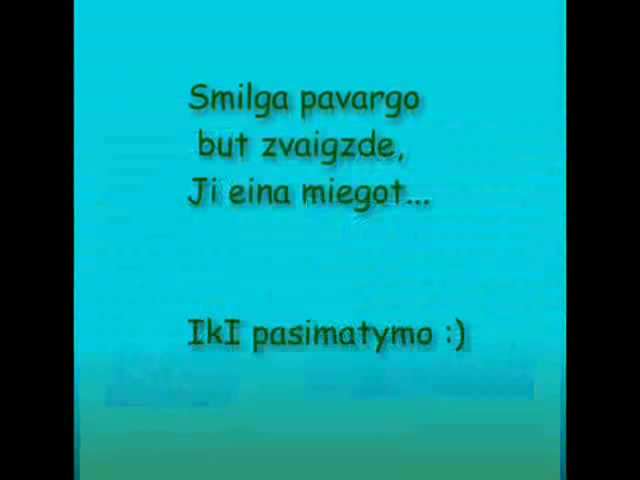 Smilga pavargo
but zvaigzde,
Ji eina miegot...
IkI pasimatymo :)